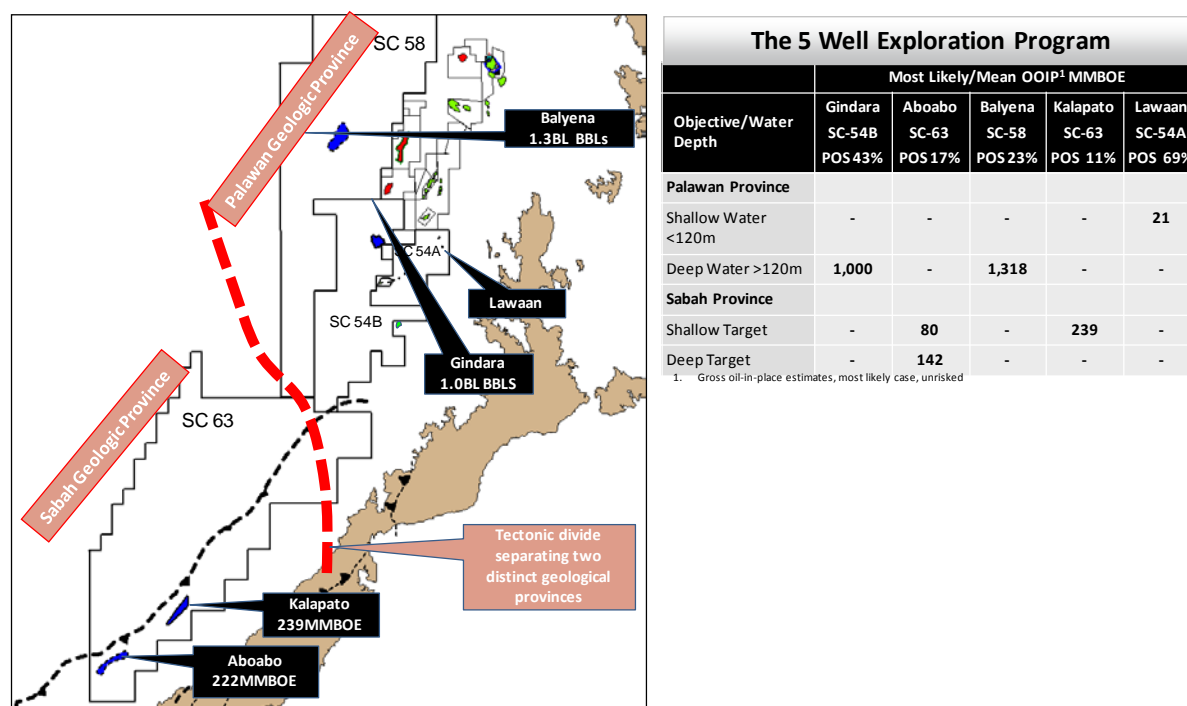 SC 58
Palawan Geologic Province
Balyena
1.3BL BBLs
SC 54A
Lawaan
SC 54B
Gindara
1.0BL BBLS
SC 63
Sabah Geologic Province
Tectonic divide
separating two
distinct geological
provinces
Kalapato
239MMBOE
Aboabo
222MMBOE
The 5 Well Exploration Program
Most Likely/Mean OOIP1 MMBOE
Objective/Water
Depth
Gindara Aboabo Balyena Kalapato Lawaan
SC-54B SC-63 SC-58 SC-63 SC-54A
POS 43% POS 17% POS 23% POS 11% POS 69%
Palawan Province
Shallow Water
<120m - - - - 21
Deep Water >120m 1,000 - 1,318 - -
Sabah Province
Shallow Target - 80 - 239 -
Deep Target - 142 - - -
1. Gross oil-in-place estimates, most likely case, unrisked